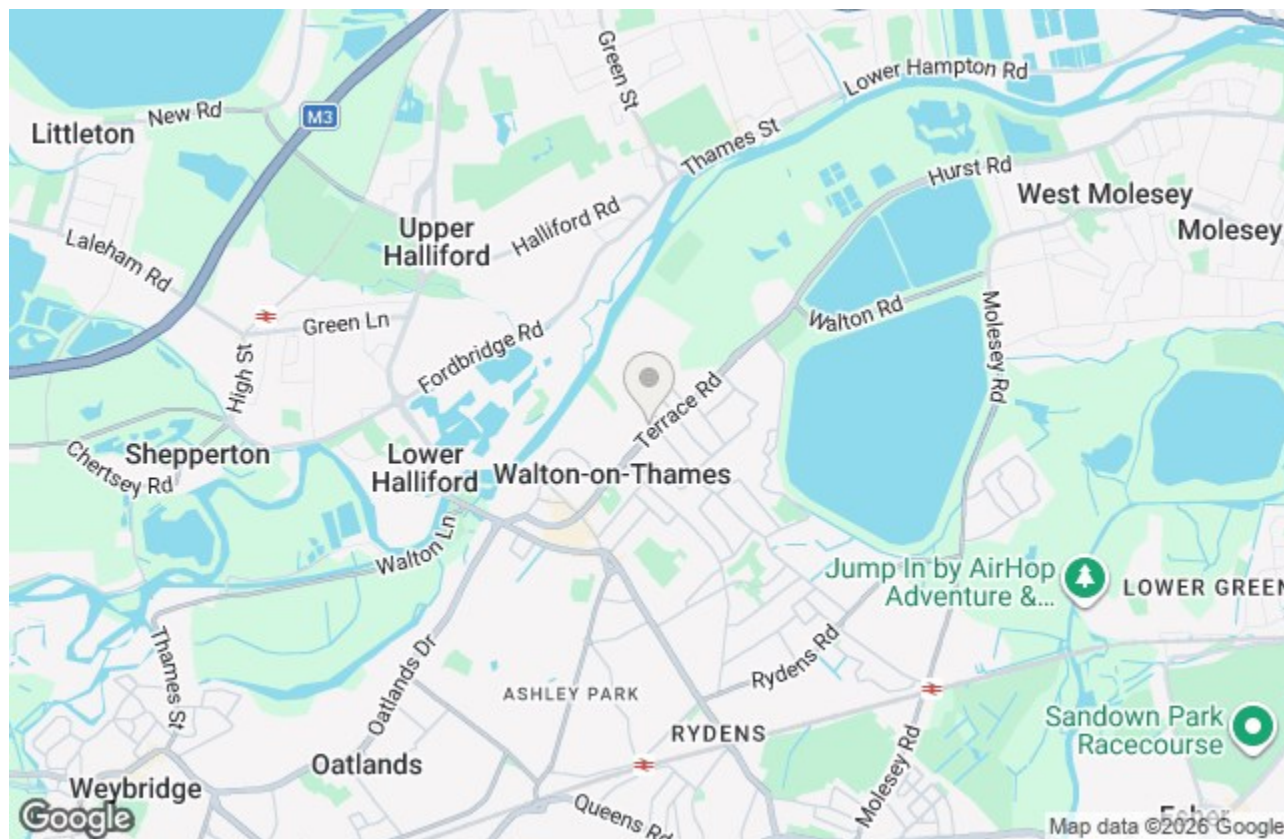 Green St
Lower Hampton Rd
New Rd
M3
Littleton
Thames St
Hurst Rd
West Molesey
Upper
Halliford
Halliford Rd
Molesey
Laleham Rd
Green Ln
Fordbridge Rd
Walton Rd
Molesey Rd
High St
Terrace Rd
Shepperton
Chertsey Rd
Lower
Halliford
Walton-on-Thames
Walton Ln
Jump In by AirHop
Adventure &...
LOWER GREEN
Thames St
Oatlands Dr
Rydens Rd
ASHLEY PARK
RYDENS
Sandown Park
Racecourse
Oatlands
Molesey Rd
Weybridge
Queens Rd
Esher
Google
Map data ©2026 Google